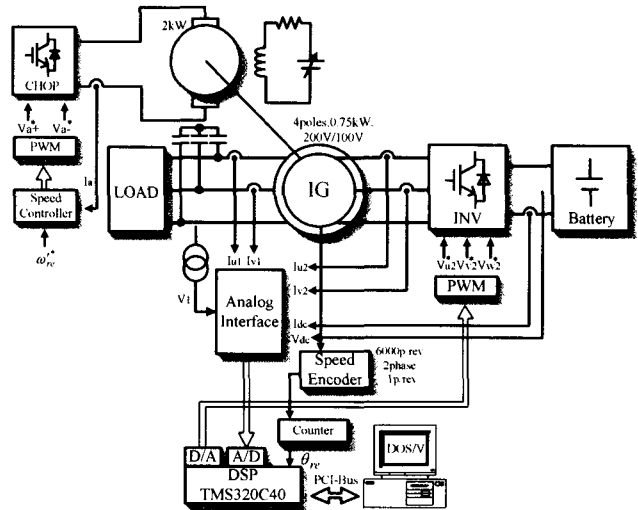 2kW
CHOP
Va+* Va-*
PWM
Ia
Speed
Controller
ω're*
4poles,0.75kW,
200V/100V
LOAD
IG
INV
Battery
Iu1 Iv1
Iu2
Iv2
Vu2*Vv2*Vw2*
PWM
V1
Analog
Interface
Idc
Vdc
Speed
Encoder
6000p rev
2phase
1p.rev
Counter
θre
D/A A/D
DSP
TMS320C40
PCI-Bus
DOS/V